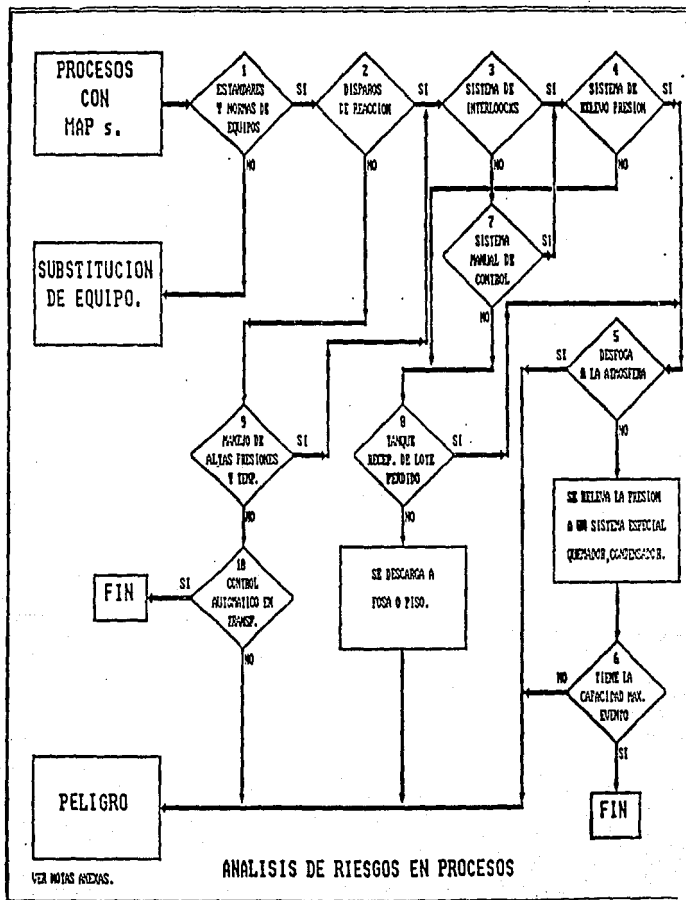 PROCESOS
CON
MAP s.
1
ESTANDARES
Y NORMAS DE
EQUIPOS
SI
NO
2
DISPAROS
DE REACCION
SI
NO
3
SISTEMA DE
INTERLOOCKS
SI
NO
4
SISTEMA DE
RELEVO PRESION
SI
NO
SUBSTITUCION
DE EQUIPO.
7
SISTEMA
MANUAL DE
CONTROL
SI
NO
5
DESFOGA
A LA ATMOSFERA
SI
NO
9
MANEJO DE
ALTAS PRESIONES
Y TEMP.
SI
NO
8
TANQUE
RECEP. DE LOTE
PERDIDO
SI
NO
SE RELEVA LA PRESION
A UN SISTEMA ESPECIAL
QUEMADOR,CONDENSADOR.
FIN
10
CONTROL
AUTOMATICO EN
TRANSP.
SI
NO
SE DESCARGA A
FOSA O PISO.
6
TIENE LA
CAPACIDAD MAX.
EVENTO
NO
SI
PELIGRO
FIN
VER NOTAS ANEXAS.
ANALISIS DE RIESGOS EN PROCESOS